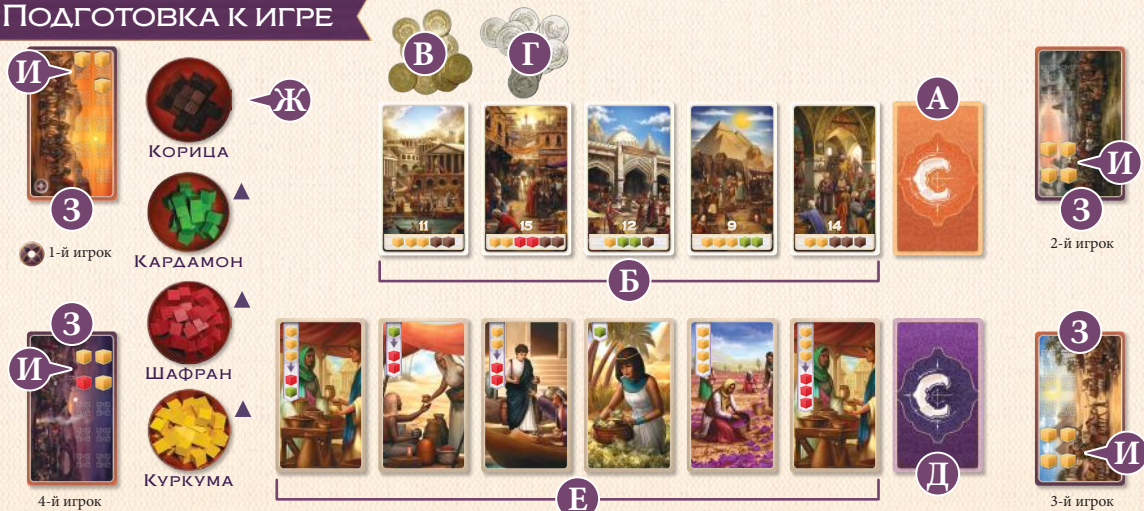 Подготовка к игре
И
В
Г
Ж
А
Корица
З
1-й игрок
Кардамон
11
15
12
9
14
C
И
З
2-й игрок
Б
З
И
Шафран
Куркума
4-й игрок
C
З
И
3-й игрок
Д
Е